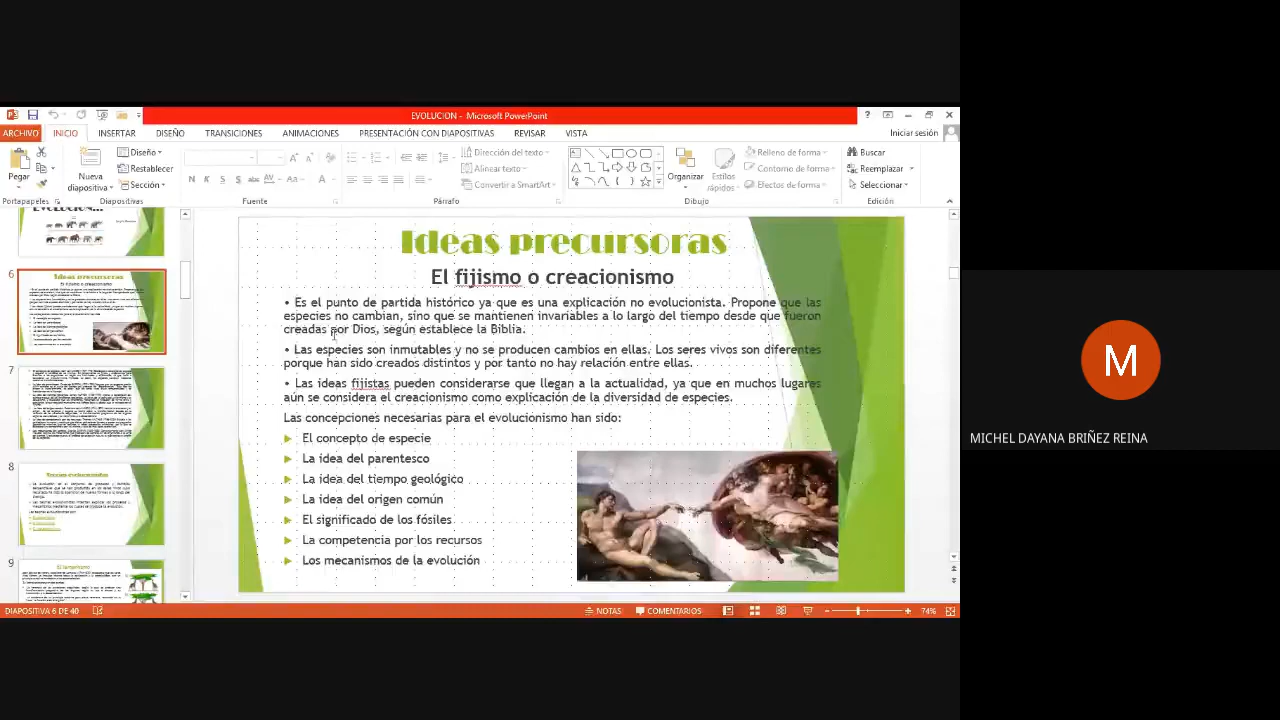 EVOLUCION - Microsoft PowerPoint
ARCHIVO INICIO INSERTAR DISEÑO TRANSICIONES ANIMACIONES PRESENTACIÓN CON DIAPOSITIVAS REVISAR VISTA Iniciar sesión
Pegar
Nueva diapositiva
Diseño
Restablecer
Sección
N K S S abc AV Aa A
Dirección del texto
Alinear texto
Convertir a SmartArt
Organizar
Estilos rápidos
Relleno de forma
Contorno de forma
Efectos de forma
Buscar
Reemplazar
Seleccionar
Portapapeles Diapositivas Fuente Párrafo Dibujo Edición
6
7
8
9
Ideas precursoras
El fijismo o creacionismo
• Es el punto de partida histórico ya que es una explicación no evolucionista. Propone que las
especies no cambian, sino que se mantienen invariables a lo largo del tiempo desde que fueron
creadas por Dios, según establece la Biblia.
• Las especies son inmutables y no se producen cambios en ellas. Los seres vivos son diferentes
porque han sido creados distintos y por tanto no hay relación entre ellas.
• Las ideas fijistas pueden considerarse que llegan a la actualidad, ya que en muchos lugares
aún se considera el creacionismo como explicación de la diversidad de especies.
Las concepciones necesarias para el evolucionismo han sido:
El concepto de especie
La idea del parentesco
La idea del tiempo geológico
La idea del origen común
El significado de los fósiles
La competencia por los recursos
Los mecanismos de la evolución
DIAPOSITIVA 6 DE 40 NOTAS COMENTARIOS 74%
M
MICHEL DAYANA BRIÑEZ REINA